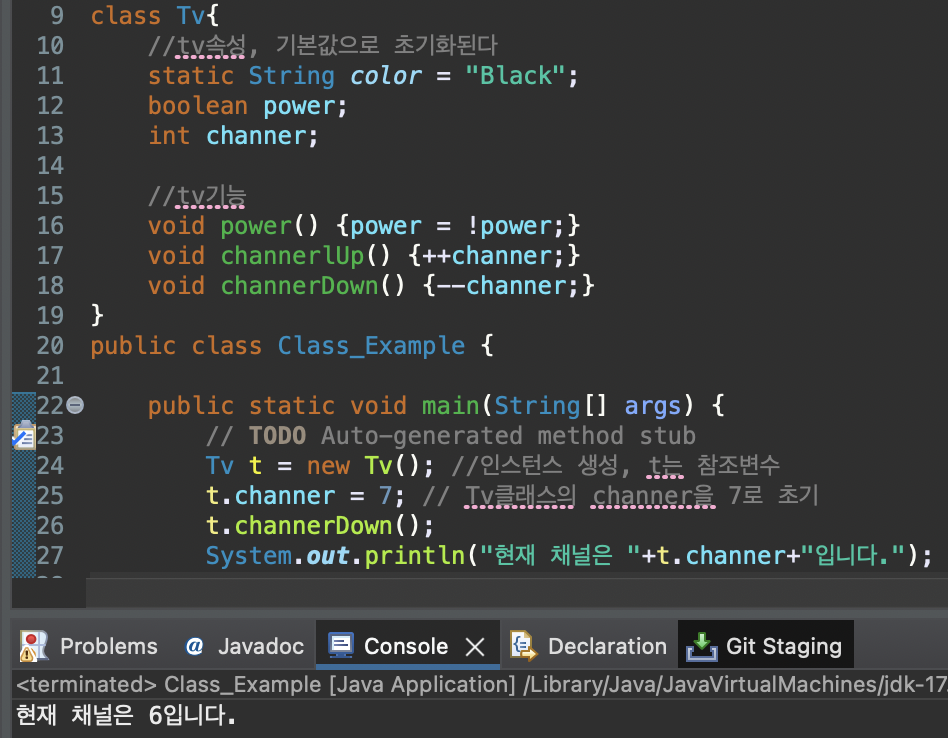 9 class Tv{
10 //tv속성, 기본값으로 초기화된다
11 static String color = "Black";
12 boolean power;
13 int channer;
14
15 //tv기능
16 void power() {power = !power;}
17 void channerlUp() {++channer;}
18 void channerDown() {--channer;}
19 }
20 public class Class_Example {
21
22 public static void main(String[] args) {
23 // TODO Auto-generated method stub
24 Tv t = new Tv(); //인스턴스 생성, t는 참조변수
25 t.channer = 7; // Tv클래스의 channer을 7로 초기
26 t.channerDown();
27 System.out.println("현재 채널은 "+t.channer+"입니다.");
Problems @ Javadoc Console Declaration Git Staging
<terminated> Class_Example [Java Application] /Library/Java/JavaVirtualMachines/jdk-17.
현재 채널은 6입니다.